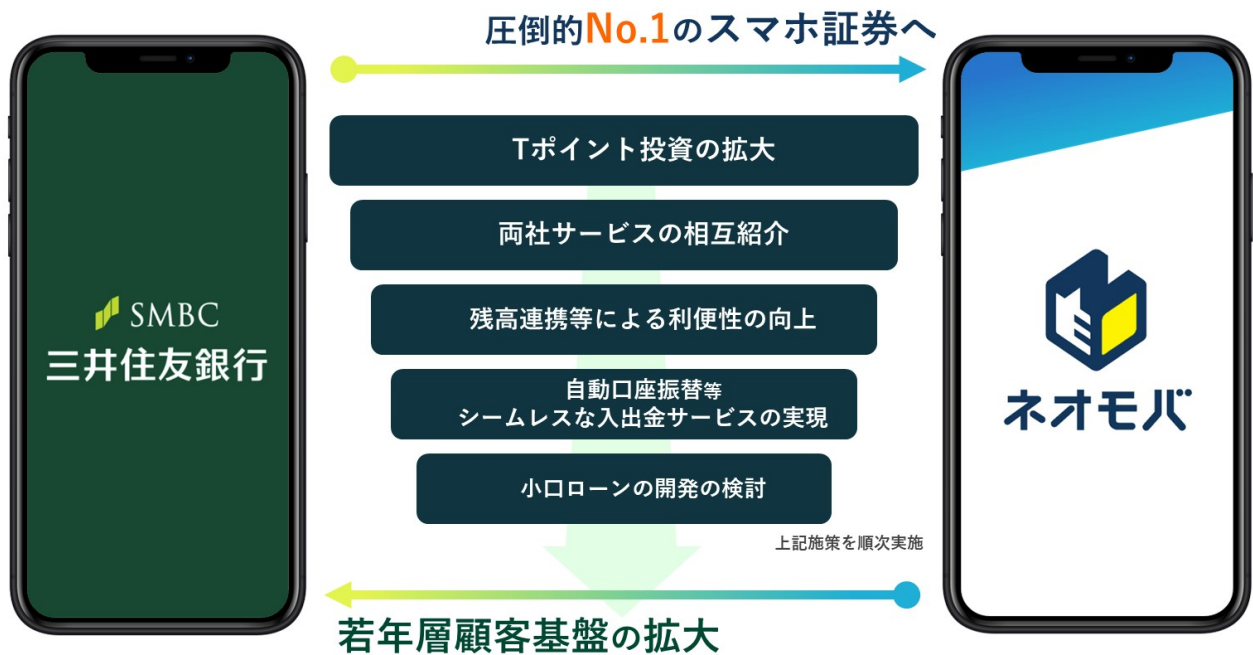 圧倒的No.1のスマホ証券へ
Tポイント投資の拡大
両社サービスの相互紹介
残高連携等による利便性の向上
自動口座振替等
シームレスな入出金サービスの実現
小口ローンの開発の検討
上記施策を順次実施
若年層顧客基盤の拡大
SMBC
三井住友銀行
ネオモバ